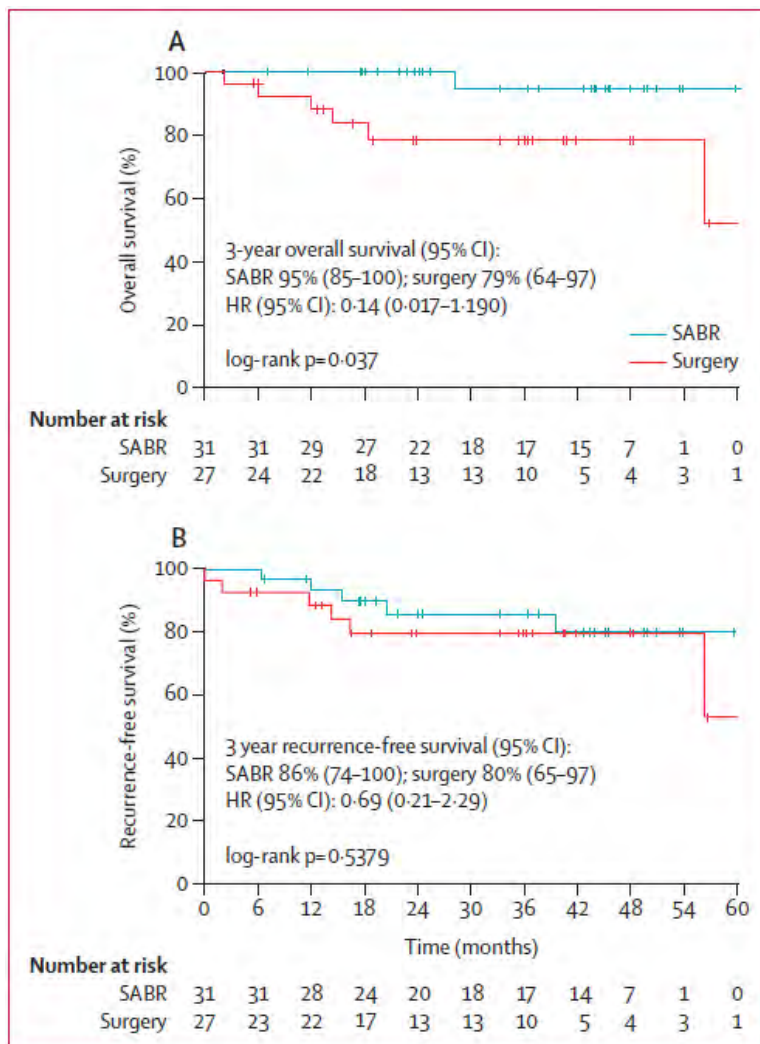 A
Overall survival (%)
100
80
60
40
20
0
3-year overall survival (95% CI):
SABR 95% (85–100); surgery 79% (64–97)
HR (95% CI): 0·14 (0·017–1·190)
log-rank p=0·037
SABR
Surgery
Number at risk
SABR 31 31 29 27 22 18 17 15 7 1 0
Surgery 27 24 22 18 13 13 10 5 4 3 1
B
Recurrence-free survival (%)
100
80
60
40
20
0
3 year recurrence-free survival (95% CI):
SABR 86% (74–100); surgery 80% (65–97)
HR (95% CI): 0·69 (0·21–2·29)
log-rank p=0·5379
0 6 12 18 24 30 36 42 48 54 60
Time (months)
Number at risk
SABR 31 31 28 24 20 18 17 14 7 1 0
Surgery 27 23 22 17 13 13 10 5 4 3 1